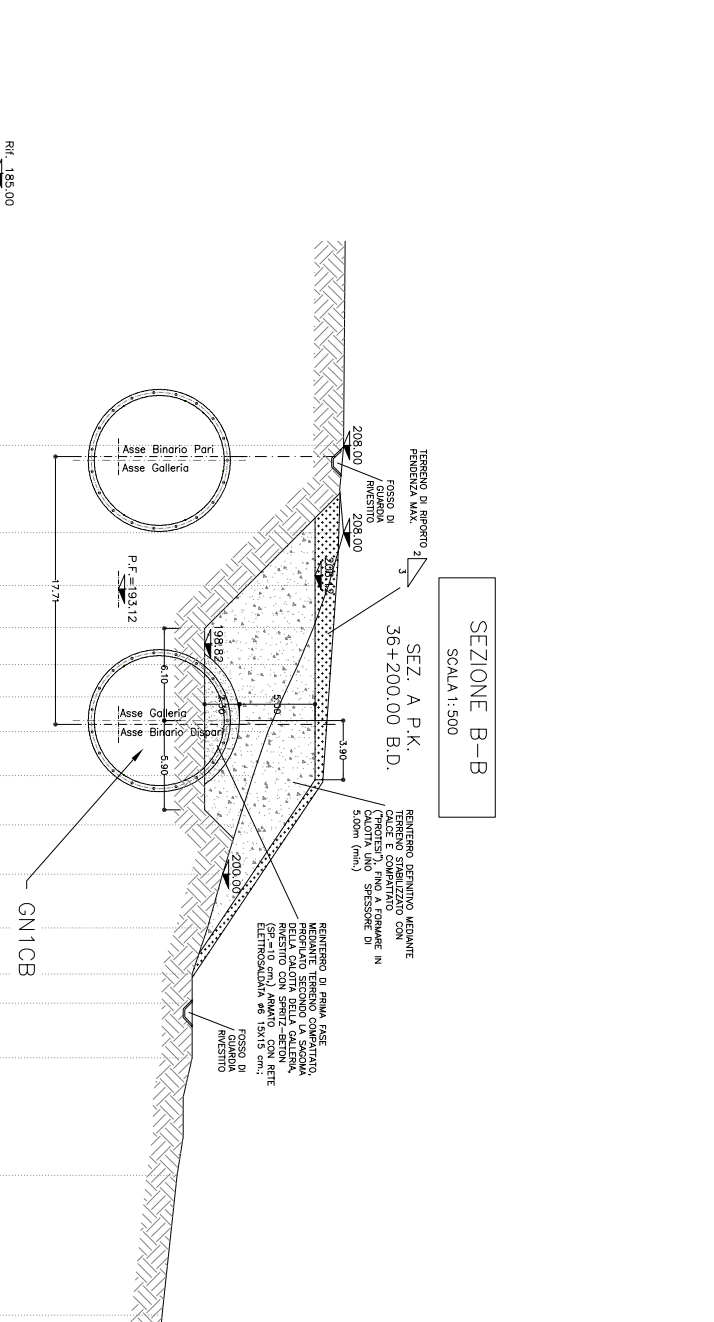 SEZIONE B-B
SCALA 1:500
SEZ. A P.K.
36+200.00 B.D.
TERRENO DI RIPORTO
PENDENZA MAX.
2
3
FOSSO DI
GUARDIA
RIVESTITO
208.00
208.00
198.82
200.00
3.90
5.00
2.30
6.10
5.90
17.71
P.F.=193.12
Asse Binario Pari
Asse Galleria
Asse Galleria
Asse Binario Dispari
REINTERRO DEFINITIVO MEDIANTE
TERRENO STABILIZZATO CON
CALCE E COMPATTATO
("PROTESI"), FINO A FORMARE IN
CALOTTA UNO SPESSORE DI
5.00m (min.)
REINTERRO DI PRIMA FASE
MEDIANTE TERRENO COMPATTATO,
PROFILATO SECONDO LA SAGOMA
DELLA CALOTTA DELLA GALLERIA,
RIVESTITO CON SPRITZ-BETON
(SP.=10 cm.) ARMATO CON RETE
ELETTROSALDATA ø6 15X15 cm.;
FOSSO DI
GUARDIA
RIVESTITO
GN1CB
Rif. 185.00